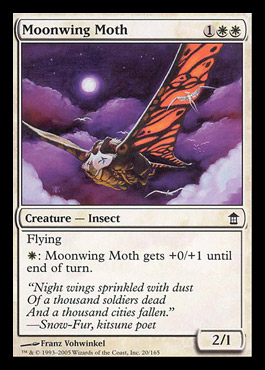 Moonwing Moth 1
Creature — Insect
Flying
: Moonwing Moth gets +0/+1 until
end of turn.
“Night wings sprinkled with dust
Of a thousand soldiers dead
And a thousand cities fallen.”
—Snow-Fur, kitsune poet
Franz Vohwinkel
2/1
™ & © 1993–2005 Wizards of the Coast, Inc. 20/165